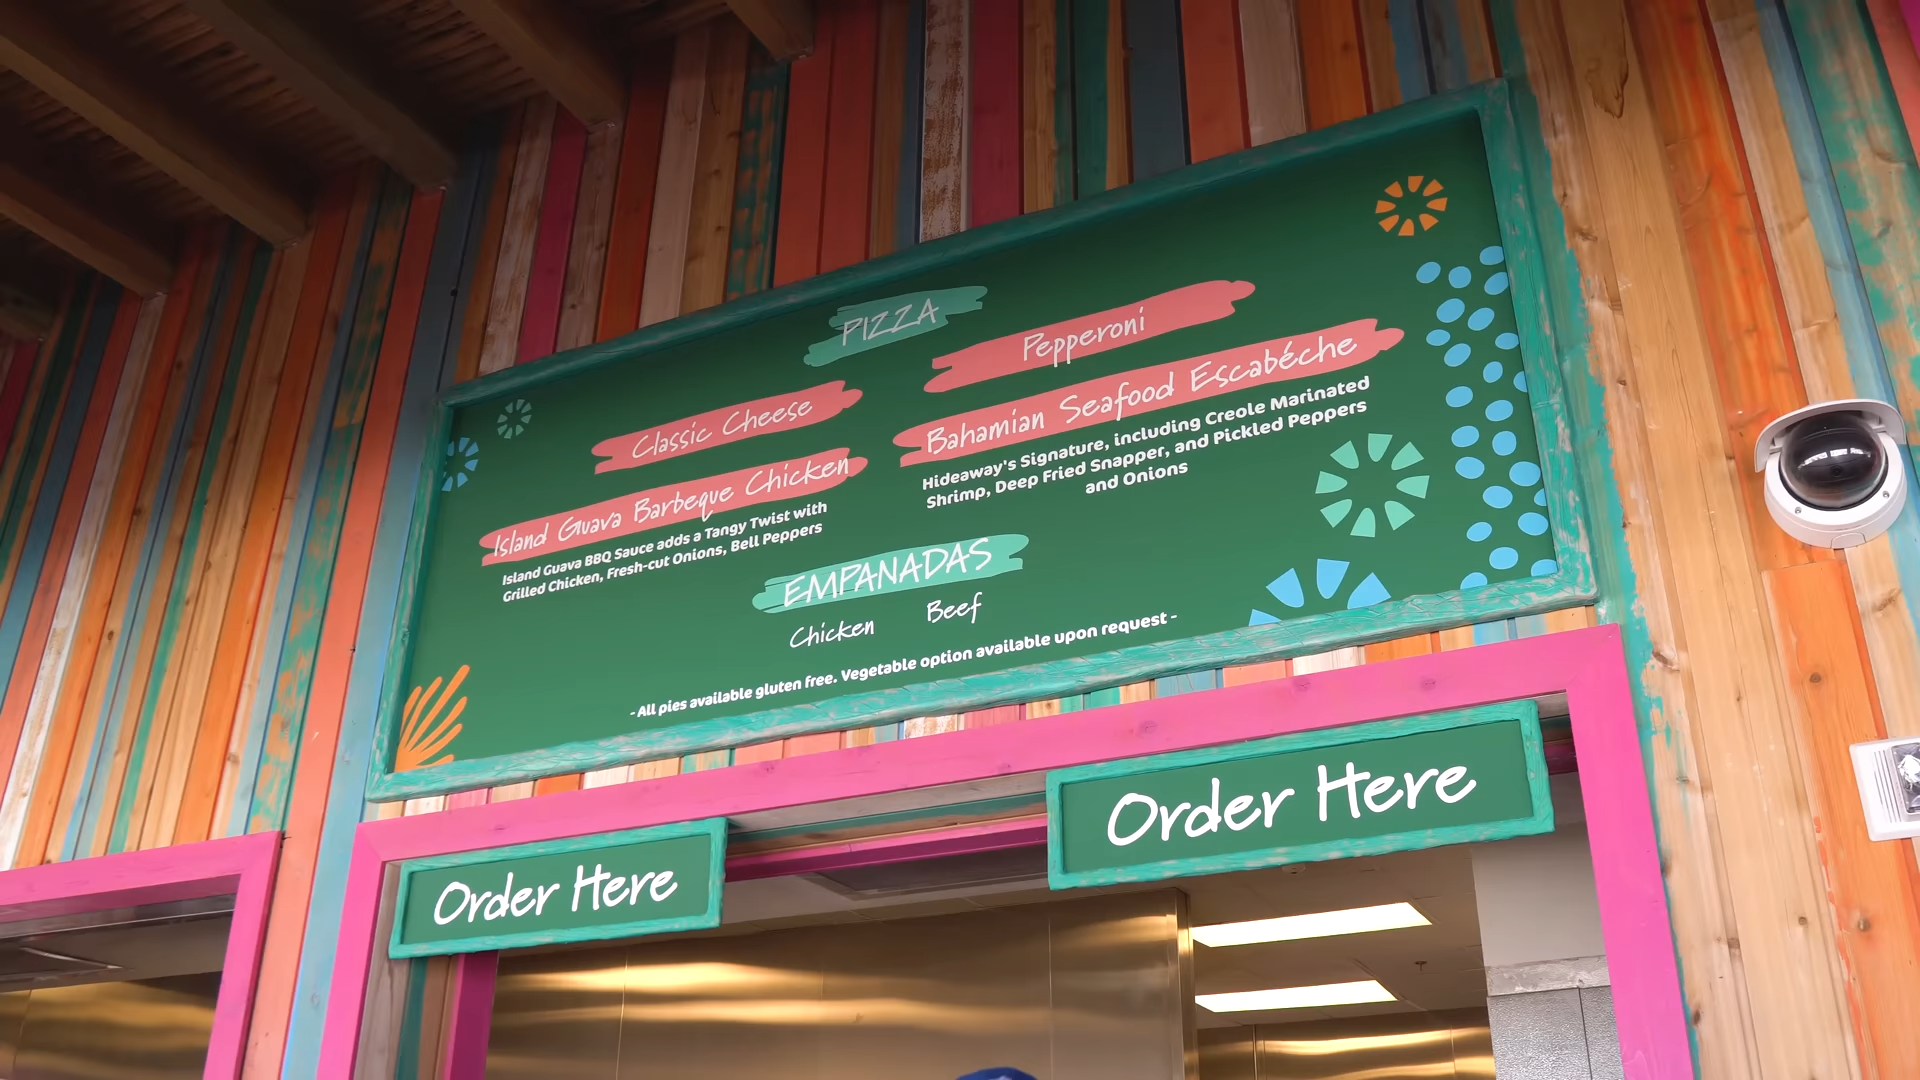 PIZZA
Classic Cheese
Pepperoni
Island Guava Barbeque Chicken
Island Guava BBQ Sauce adds a Tangy Twist with
Grilled Chicken, Fresh-cut Onions, Bell Peppers
Bahamian Seafood Escabéche
Hideaway's Signature, including Creole Marinated
Shrimp, Deep Fried Snapper, and Pickled Peppers
and Onions
EMPANADAS
Chicken
Beef
- All pies available gluten free. Vegetable option available upon request -
Order Here
Order Here